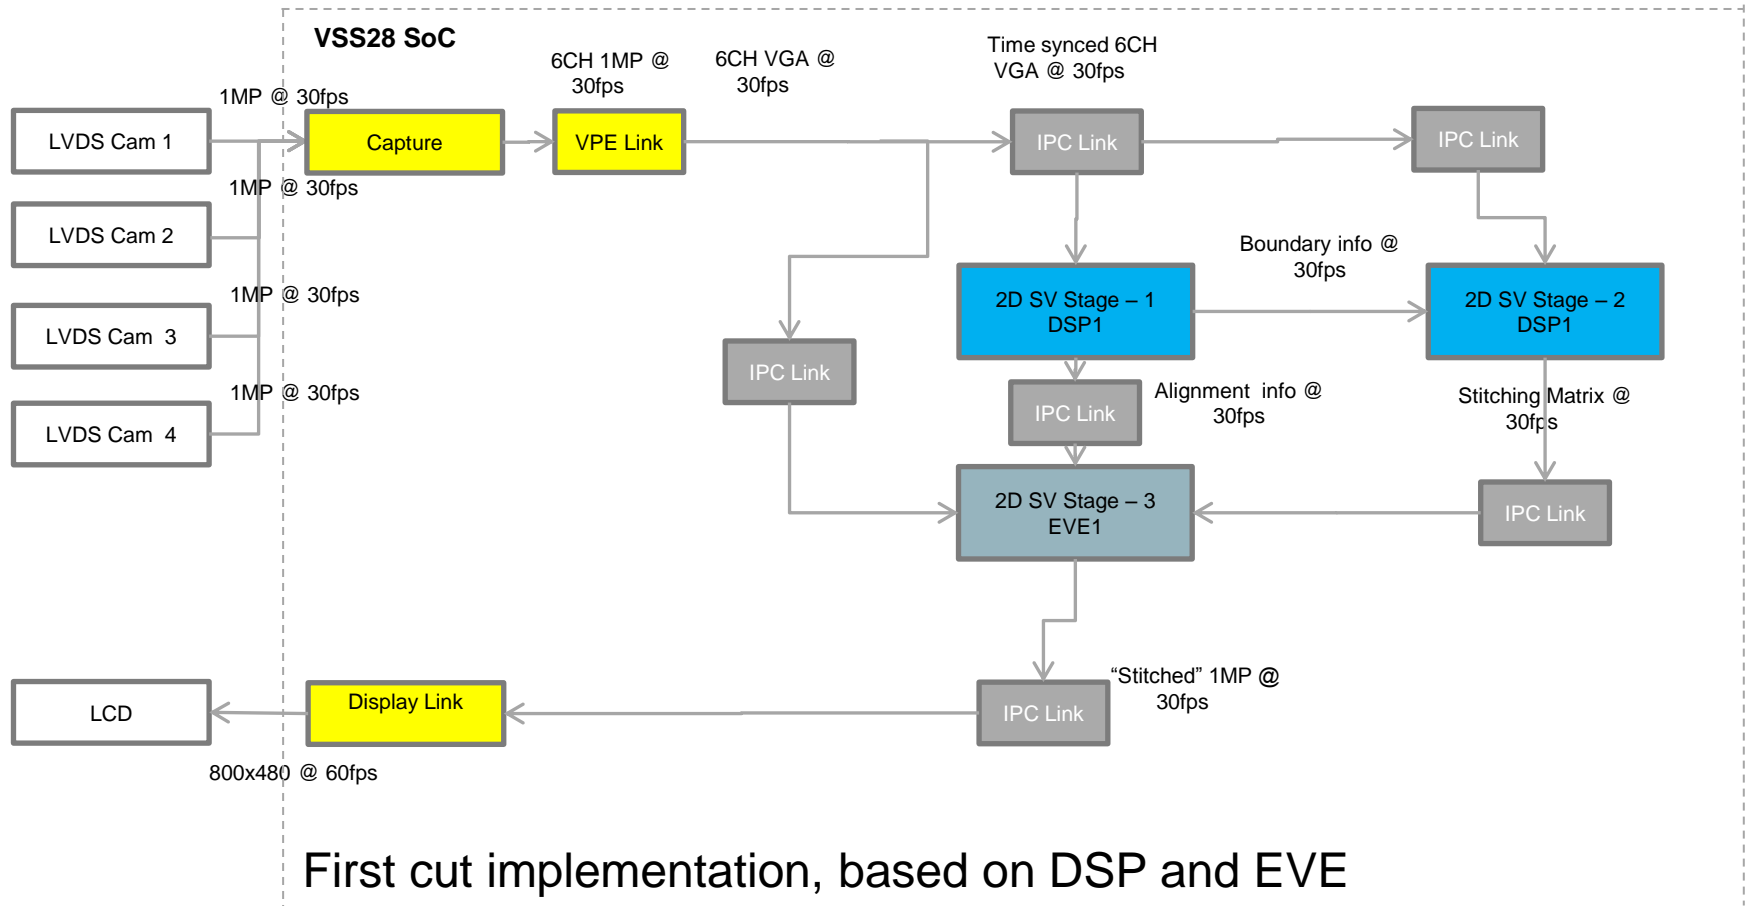 VSS28 SoC
1MP @ 30fps
6CH 1MP @
30fps
6CH VGA @
30fps
Time synced 6CH
VGA @ 30fps
LVDS Cam 1
Capture
VPE Link
IPC Link
IPC Link
1MP @ 30fps
LVDS Cam 2
Boundary info @
30fps
1MP @ 30fps
2D SV Stage – 1
DSP1
2D SV Stage – 2
DSP1
LVDS Cam  3
IPC Link
1MP @ 30fps
IPC Link
Alignment  info @
30fps
Stitching Matrix @
30fps
LVDS Cam  4
2D SV Stage – 3
EVE1
IPC Link
“Stitched” 1MP @
30fps
LCD
Display Link
IPC Link
800x480 @ 60fps
First cut implementation, based on DSP and EVE